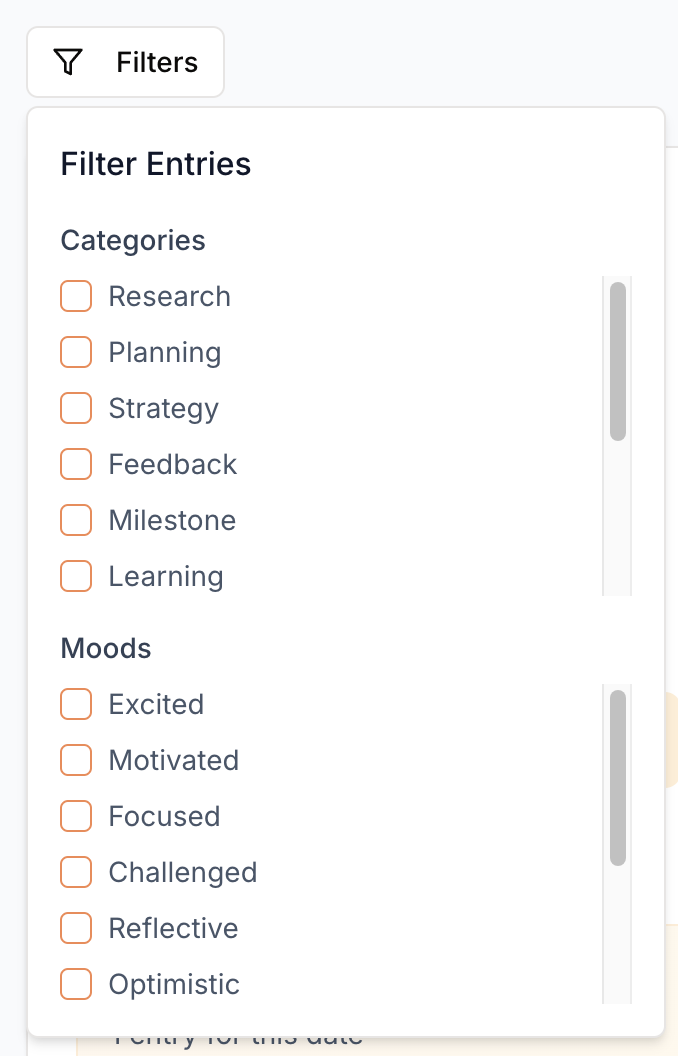 Filters
Filter Entries
Categories
Research
Planning
Strategy
Feedback
Milestone
Learning
Moods
Excited
Motivated
Focused
Challenged
Reflective
Optimistic
1 entry for this date